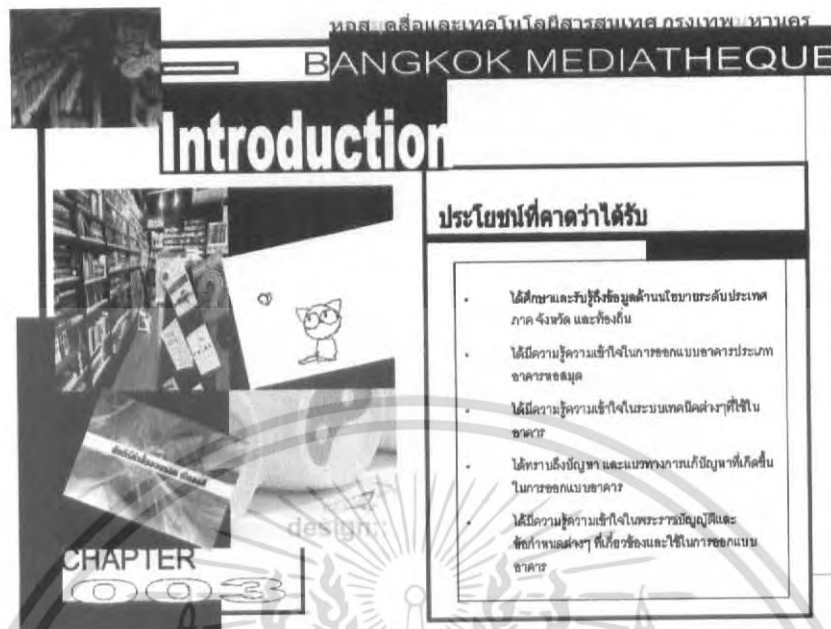 หอสมุดสื่อและเทคโนโลยีสารสนเทศ กรุงเทพมหานคร
BANGKOK MEDIATHEQUE
Introduction
ประโยชน์ที่คาดว่าได้รับ
• ได้ศึกษาและรับรู้ถึงข้อมูลด้านนโยบายระดับประเทศ
ภาค จังหวัด และท้องถิ่น
• ได้มีความรู้ความเข้าใจในการออกแบบอาคารประเภท
อาคารหอสมุด
• ได้มีความรู้ความเข้าใจในระบบเทคนิคต่างๆที่ใช้ใน
อาคาร
• ได้ทราบถึงปัญหา และแนวทางการแก้ปัญหาที่เกิดขึ้น
ในการออกแบบอาคาร
• ได้มีความรู้ความเข้าใจในพระราชบัญญัติและ
ข้อกำหนดต่างๆ ที่เกี่ยวข้องและใช้ในการออกแบบ
อาคาร
design
CHAPTER
003